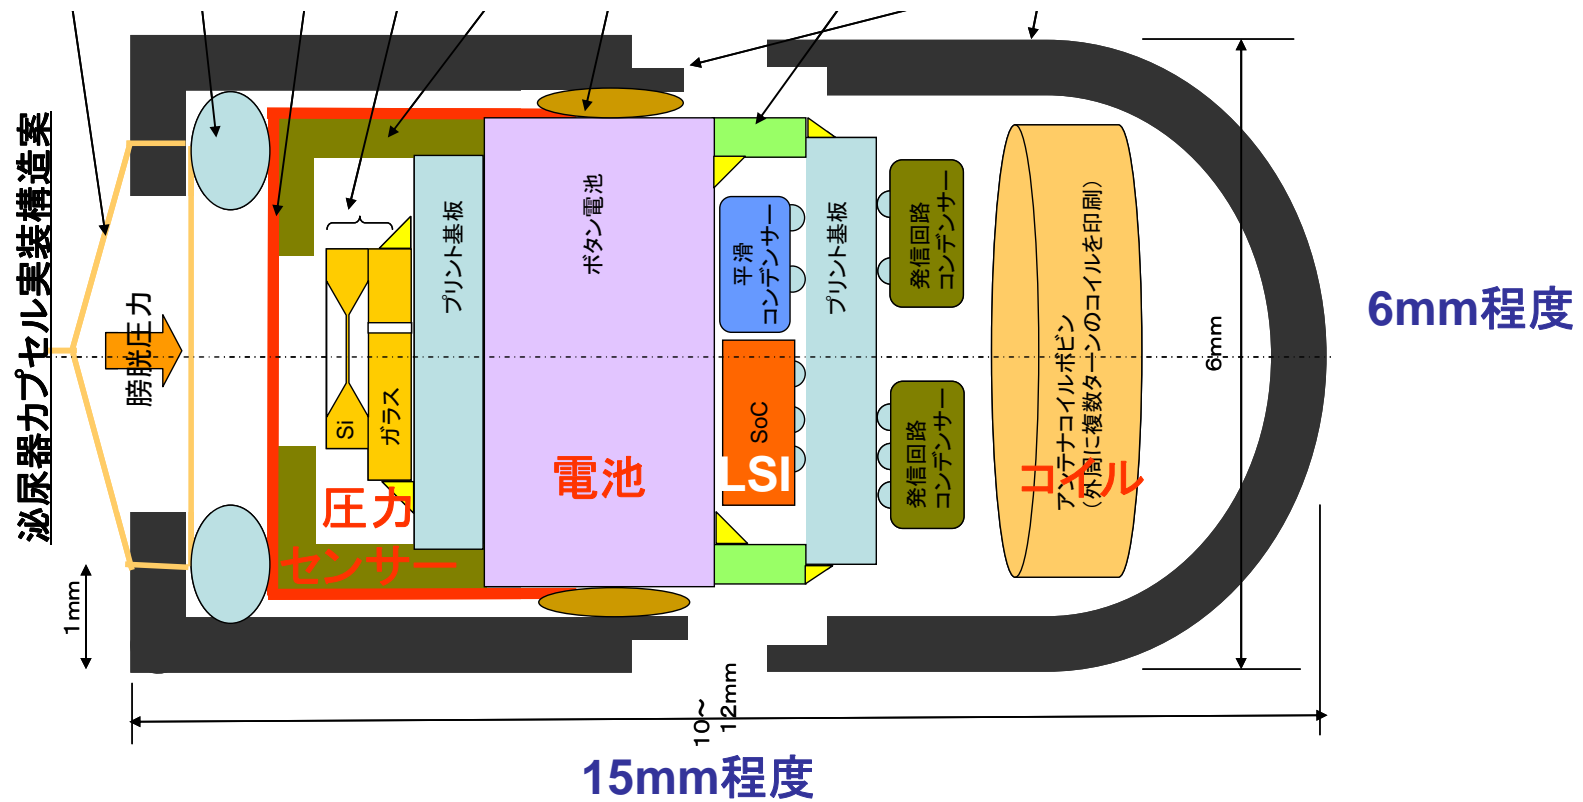 泌尿器カプセル実装構造案
膀胱圧力
Si
ガラス
圧力
センサー
プリント基板
ボタン電池
電池
平滑
コンデンサー
SoC
LSI
プリント基板
発信回路
コンデンサー
発信回路
コンデンサー
アンテナコイルボビン
（外周に複数ターンのコイルを印刷）
コイル
6mm
6mm程度
1mm
10～
12mm
15mm程度